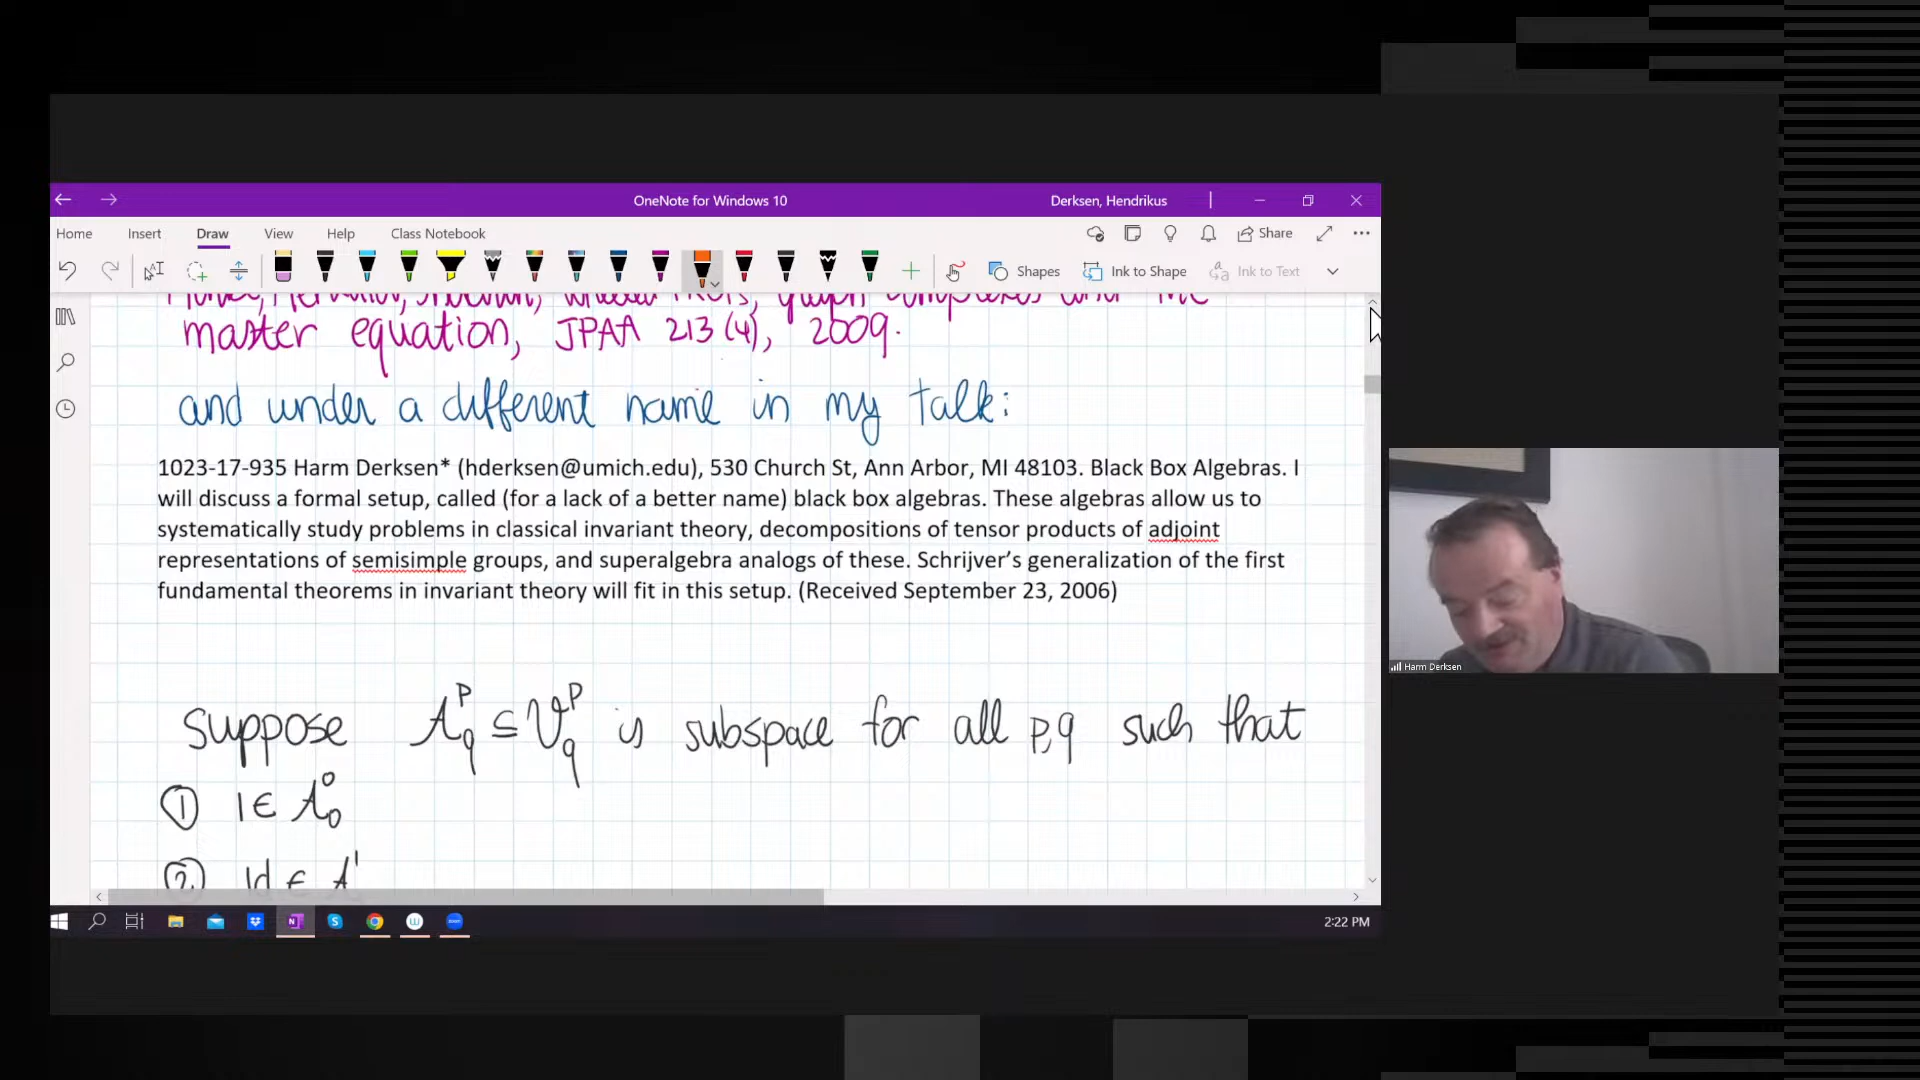 OneNote for Windows 10
Derksen, Hendrikus
Home Insert Draw View Help Class Notebook
Share
Shapes Ink to Shape Ink to Text
master equation, JPAA 213 (4), 2009.
and under a different name in my talk:
1023-17-935 Harm Derksen* (hderksen@umich.edu), 530 Church St, Ann Arbor, MI 48103. Black Box Algebras. I
will discuss a formal setup, called (for a lack of a better name) black box algebras. These algebras allow us to
systematically study problems in classical invariant theory, decompositions of tensor products of adjoint
representations of semisimple groups, and superalgebra analogs of these. Schrijver's generalization of the first
fundamental theorems in invariant theory will fit in this setup. (Received September 23, 2006)
suppose A^p_q ⊆ V^p_q is subspace for all p,q such that
① 1 ∈ A^0_0
② Id ∈ A^1
Harm Derksen
2:22 PM